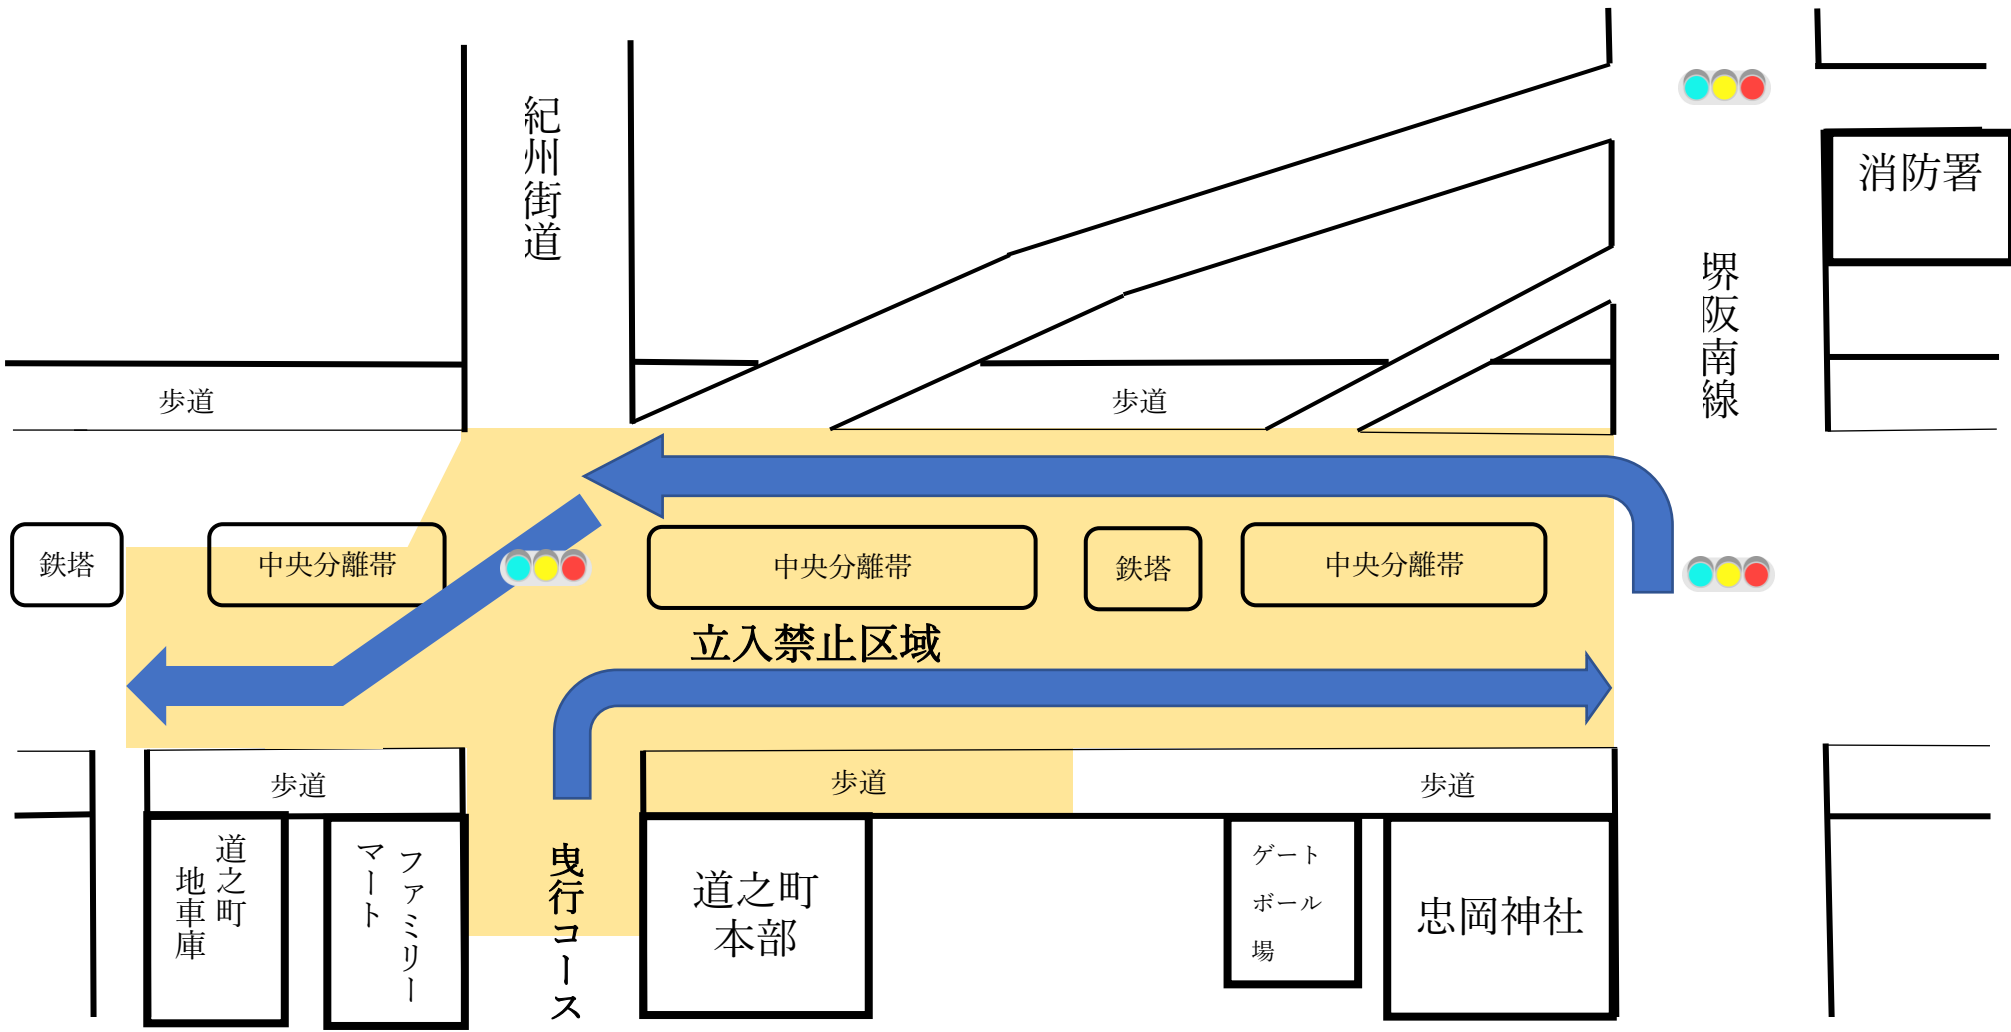 紀州街道
消防署
堺阪南線
歩道
歩道
鉄塔
中央分離帯
中央分離帯
鉄塔
中央分離帯
立入禁止区域
歩道
歩道
歩道
道之町
地車庫
ファミリー
マート
曳行コース
道之町
本部
ゲート
ボール
場
忠岡神社